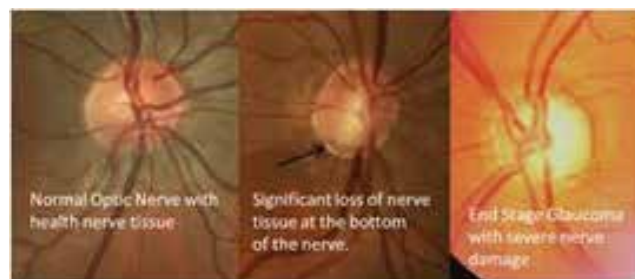 Normal Optic Nerve with
health nerve tissue
Significant loss of nerve
tissue at the bottom
of the nerve.
End Stage Glaucoma
with severe nerve
damage